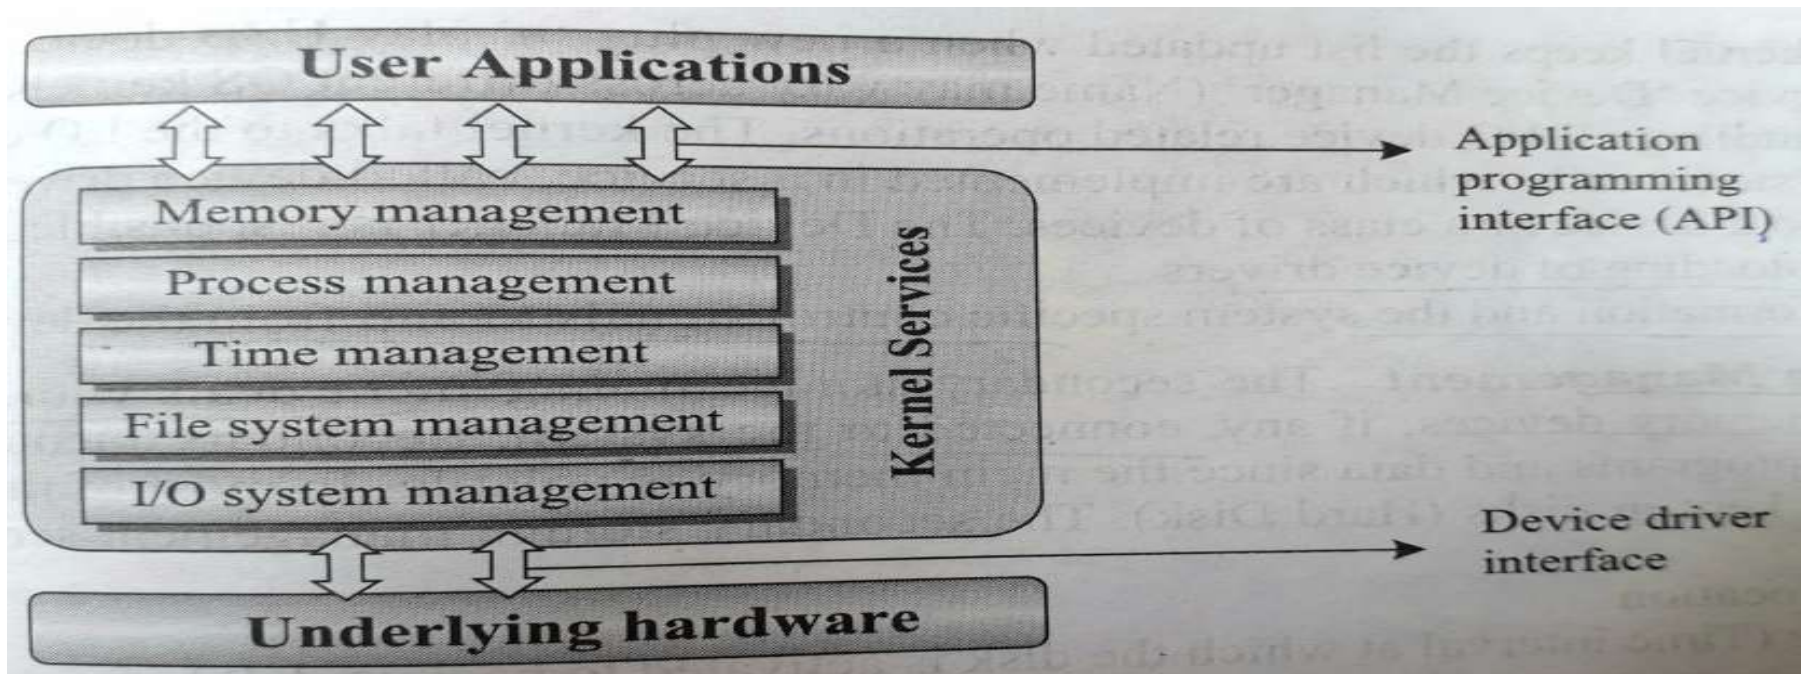 User Applications
Application
programming
interface (API)
Memory management
Process management
Time management
File system management
I/O system management
Kernel Services
Device driver
interface
Underlying hardware